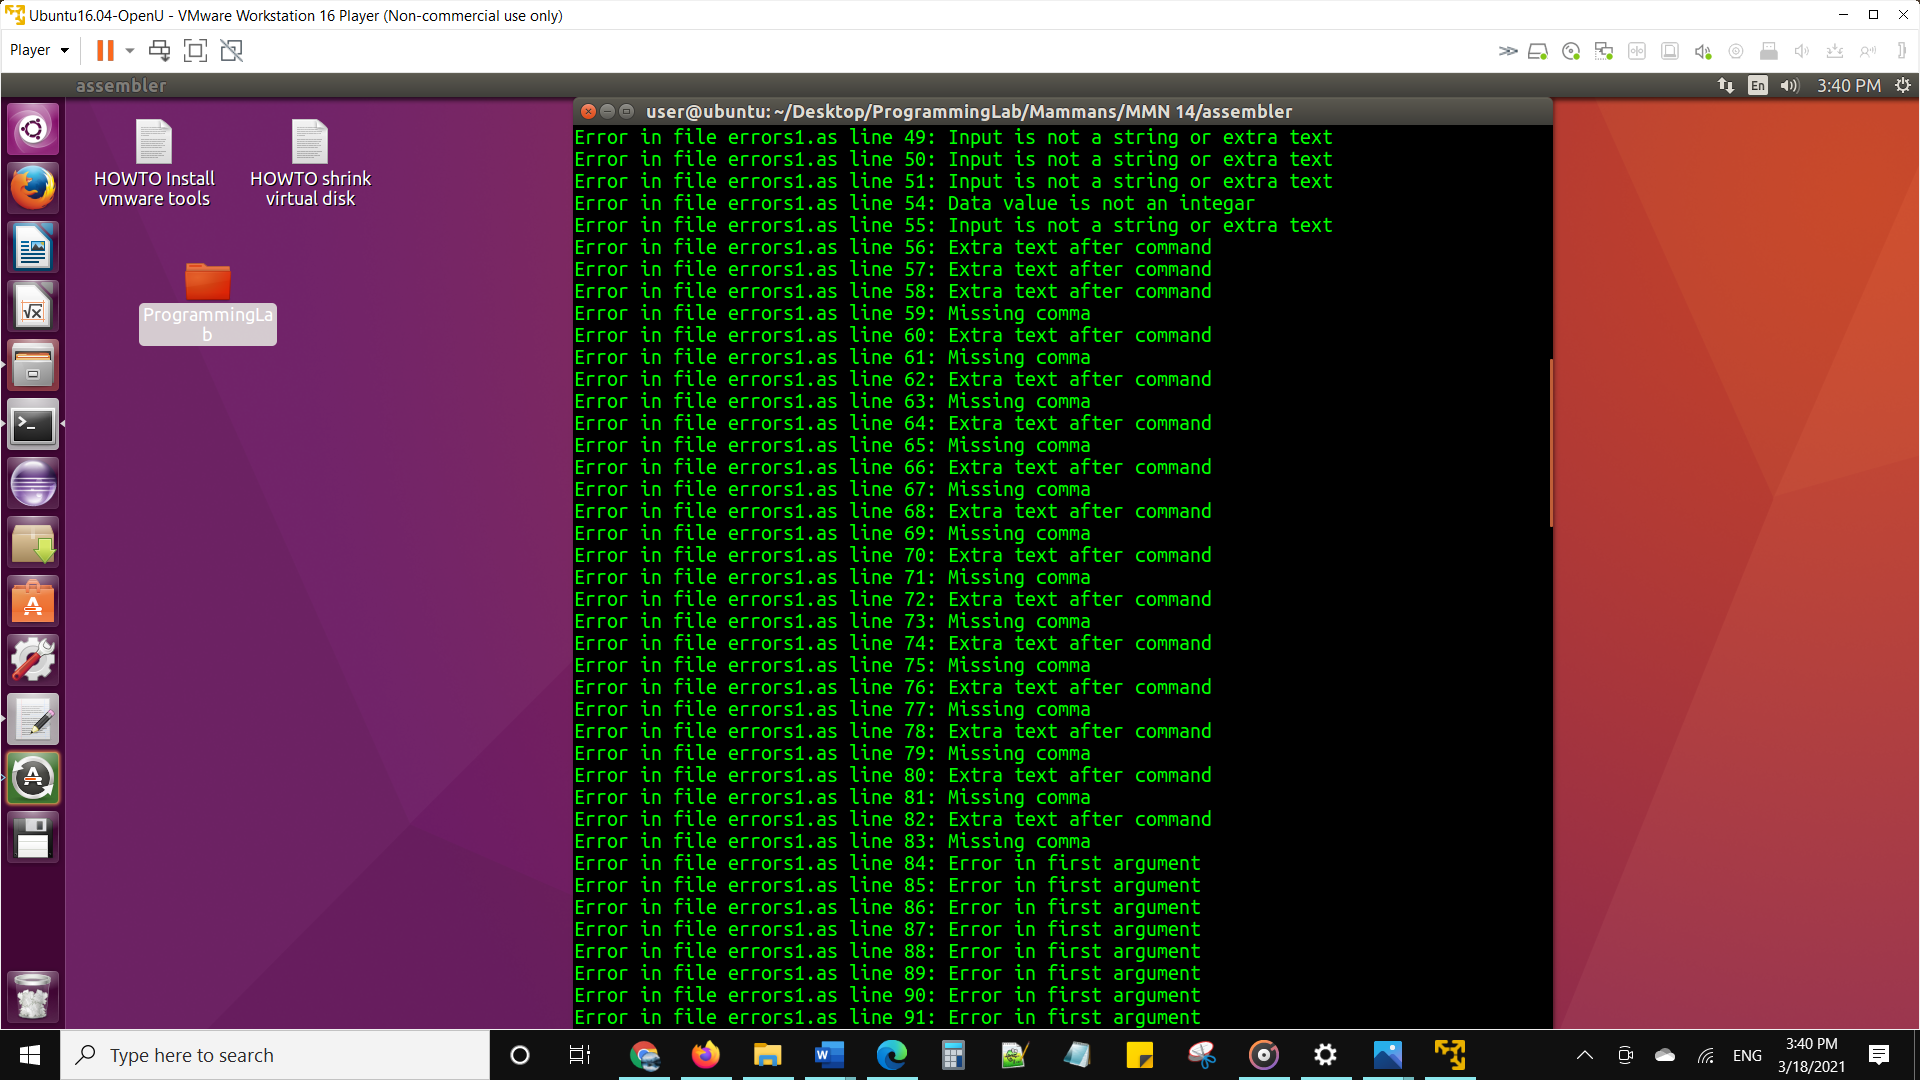 Ubuntu16.04-OpenU - VMware Workstation 16 Player (Non-commercial use only)
Player
assembler
En
3:40 PM
HOWTO Install
vmware tools
HOWTO shrink
virtual disk
ProgrammingLa
b
user@ubuntu: ~/Desktop/ProgrammingLab/Mammans/MMN 14/assembler
Error in file errors1.as line 49: Input is not a string or extra text
Error in file errors1.as line 50: Input is not a string or extra text
Error in file errors1.as line 51: Input is not a string or extra text
Error in file errors1.as line 54: Data value is not an integar
Error in file errors1.as line 55: Input is not a string or extra text
Error in file errors1.as line 56: Extra text after command
Error in file errors1.as line 57: Extra text after command
Error in file errors1.as line 58: Extra text after command
Error in file errors1.as line 59: Missing comma
Error in file errors1.as line 60: Extra text after command
Error in file errors1.as line 61: Missing comma
Error in file errors1.as line 62: Extra text after command
Error in file errors1.as line 63: Missing comma
Error in file errors1.as line 64: Extra text after command
Error in file errors1.as line 65: Missing comma
Error in file errors1.as line 66: Extra text after command
Error in file errors1.as line 67: Missing comma
Error in file errors1.as line 68: Extra text after command
Error in file errors1.as line 69: Missing comma
Error in file errors1.as line 70: Extra text after command
Error in file errors1.as line 71: Missing comma
Error in file errors1.as line 72: Extra text after command
Error in file errors1.as line 73: Missing comma
Error in file errors1.as line 74: Extra text after command
Error in file errors1.as line 75: Missing comma
Error in file errors1.as line 76: Extra text after command
Error in file errors1.as line 77: Missing comma
Error in file errors1.as line 78: Extra text after command
Error in file errors1.as line 79: Missing comma
Error in file errors1.as line 80: Extra text after command
Error in file errors1.as line 81: Missing comma
Error in file errors1.as line 82: Extra text after command
Error in file errors1.as line 83: Missing comma
Error in file errors1.as line 84: Error in first argument
Error in file errors1.as line 85: Error in first argument
Error in file errors1.as line 86: Error in first argument
Error in file errors1.as line 87: Error in first argument
Error in file errors1.as line 88: Error in first argument
Error in file errors1.as line 89: Error in first argument
Error in file errors1.as line 90: Error in first argument
Error in file errors1.as line 91: Error in first argument
Type here to search
ENG
3:40 PM
3/18/2021